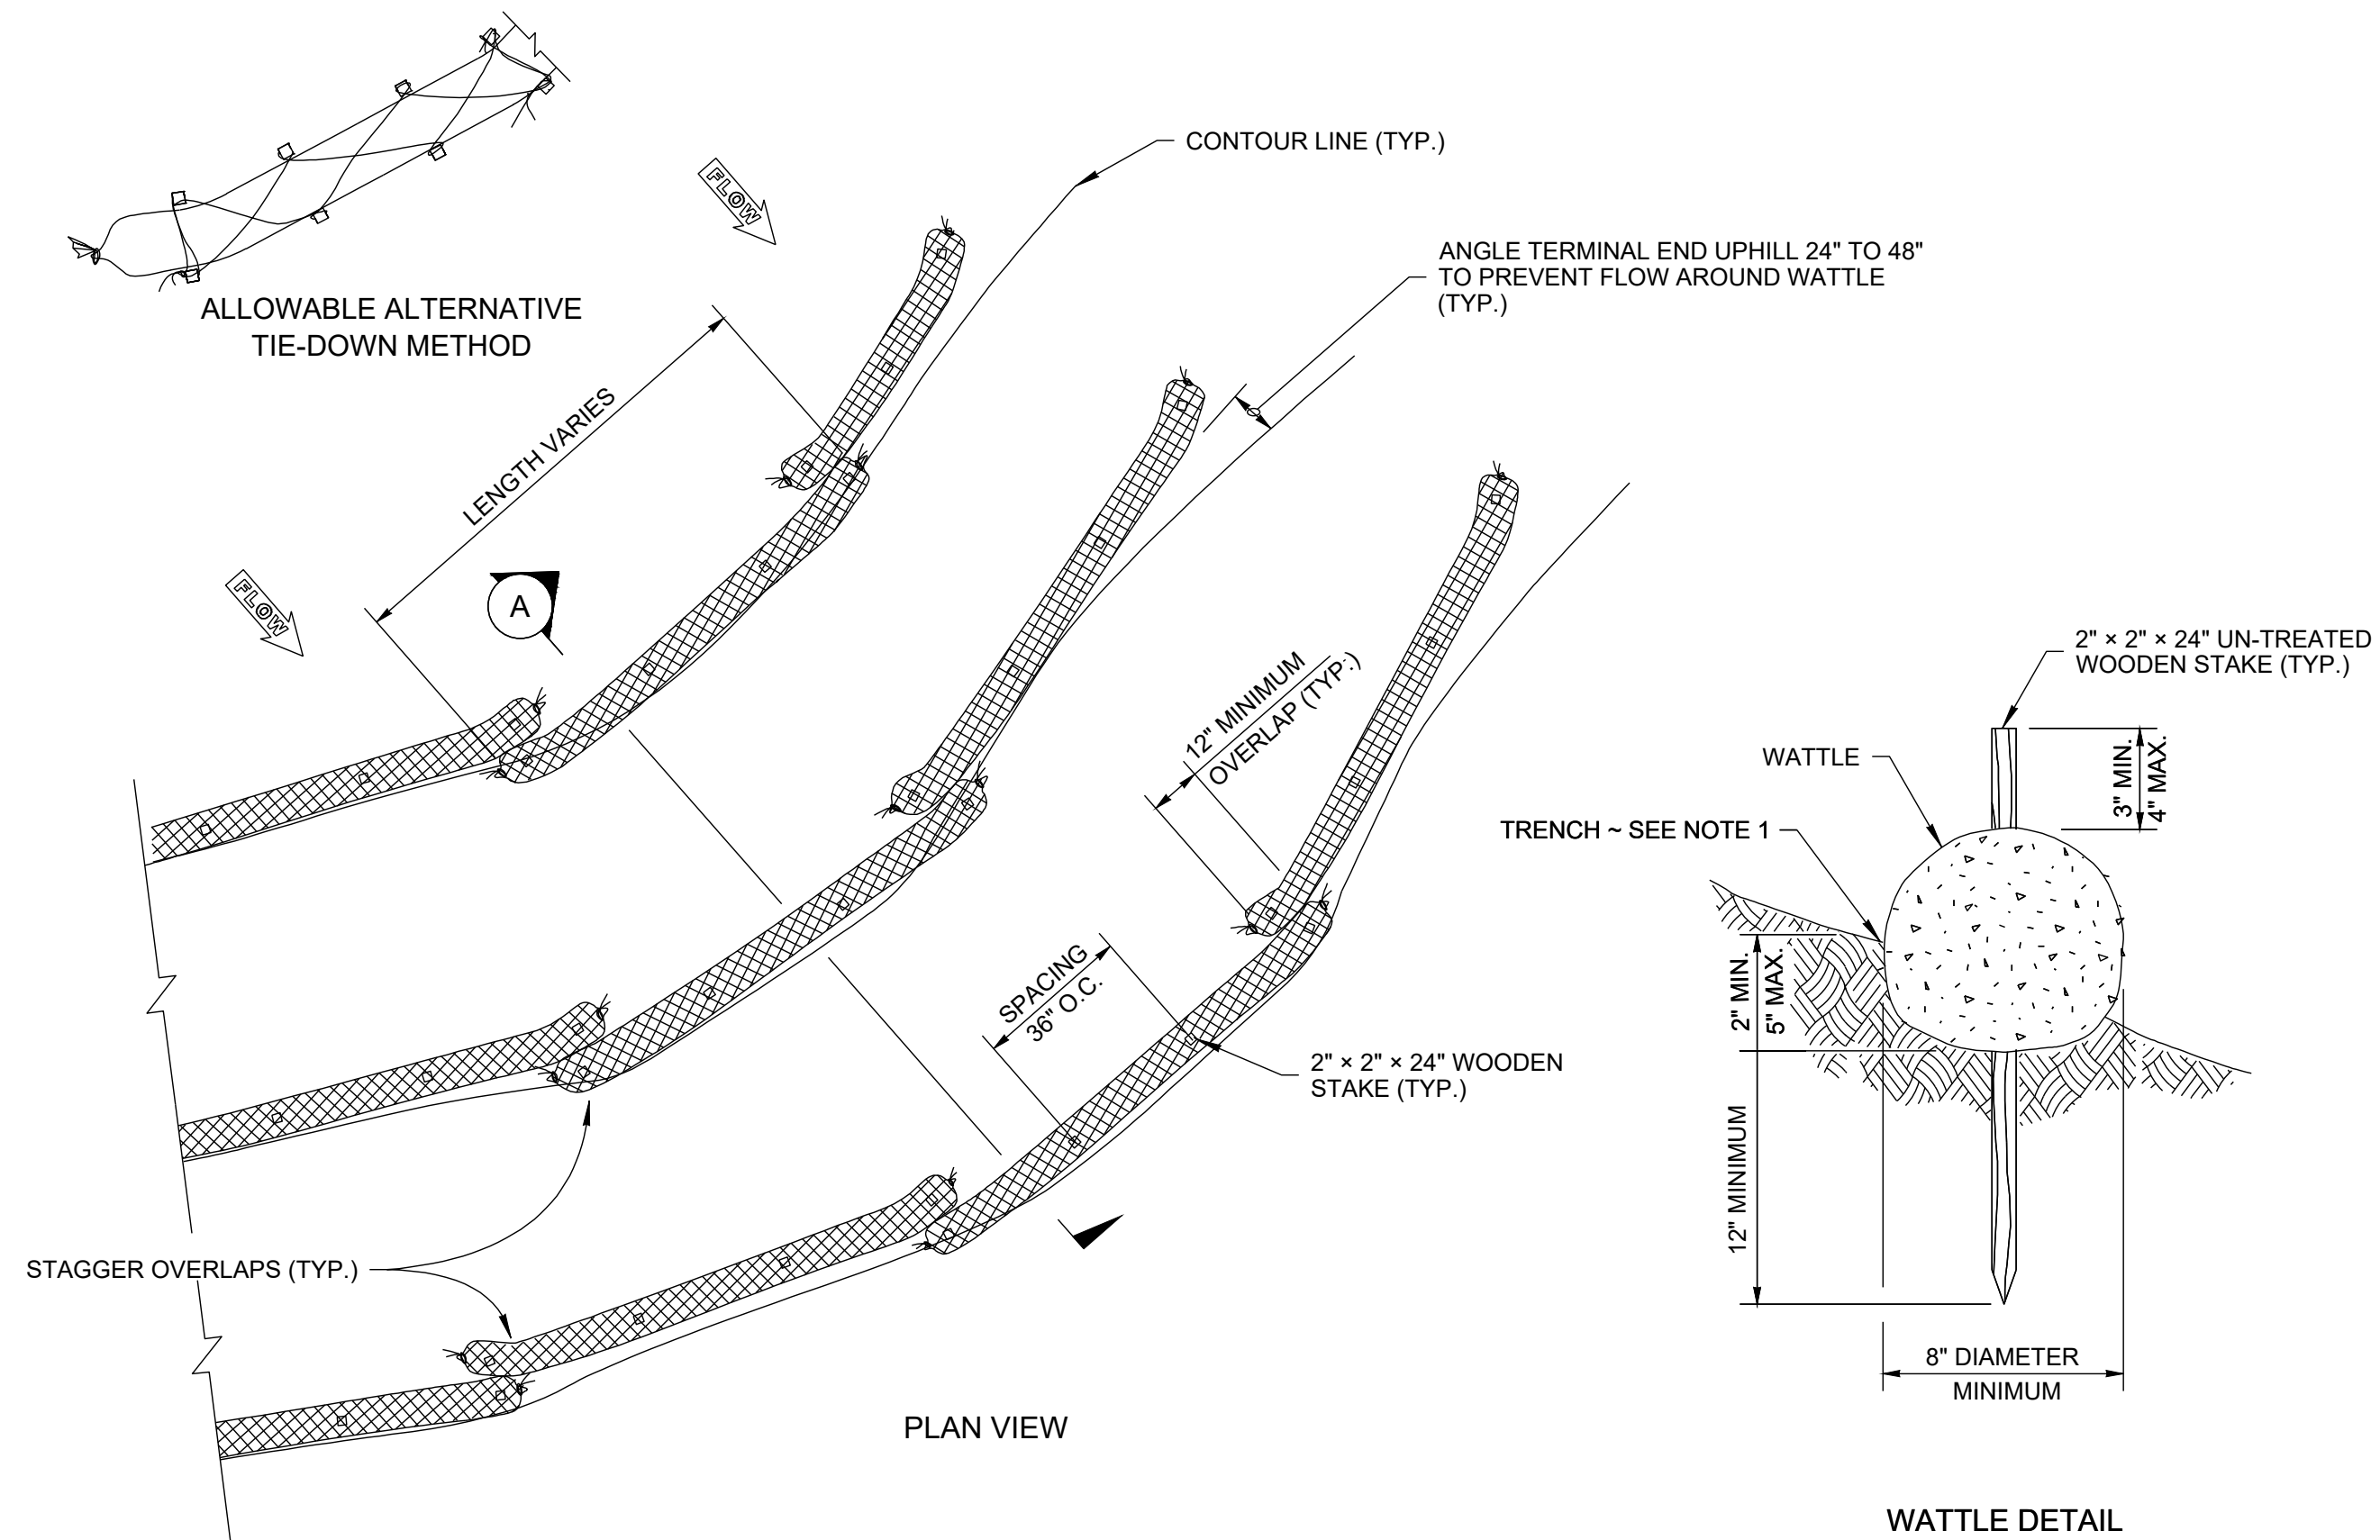 ALLOWABLE ALTERNATIVE
TIE-DOWN METHOD
FLOW
CONTOUR LINE (TYP.)
ANGLE TERMINAL END UPHILL 24" TO 48"
TO PREVENT FLOW AROUND WATTLE
(TYP.)
LENGTH VARIES
FLOW
A
12" MINIMUM
OVERLAP (TYP.)
SPACING
36" O.C.
2" × 2" × 24" WOODEN
STAKE (TYP.)
STAGGER OVERLAPS (TYP.)
PLAN VIEW
2" × 2" × 24" UN-TREATED
WOODEN STAKE (TYP.)
WATTLE
3" MIN.
4" MAX.
TRENCH ~ SEE NOTE 1
2" MIN.
5" MAX.
12" MINIMUM
8" DIAMETER
MINIMUM
WATTLE DETAIL